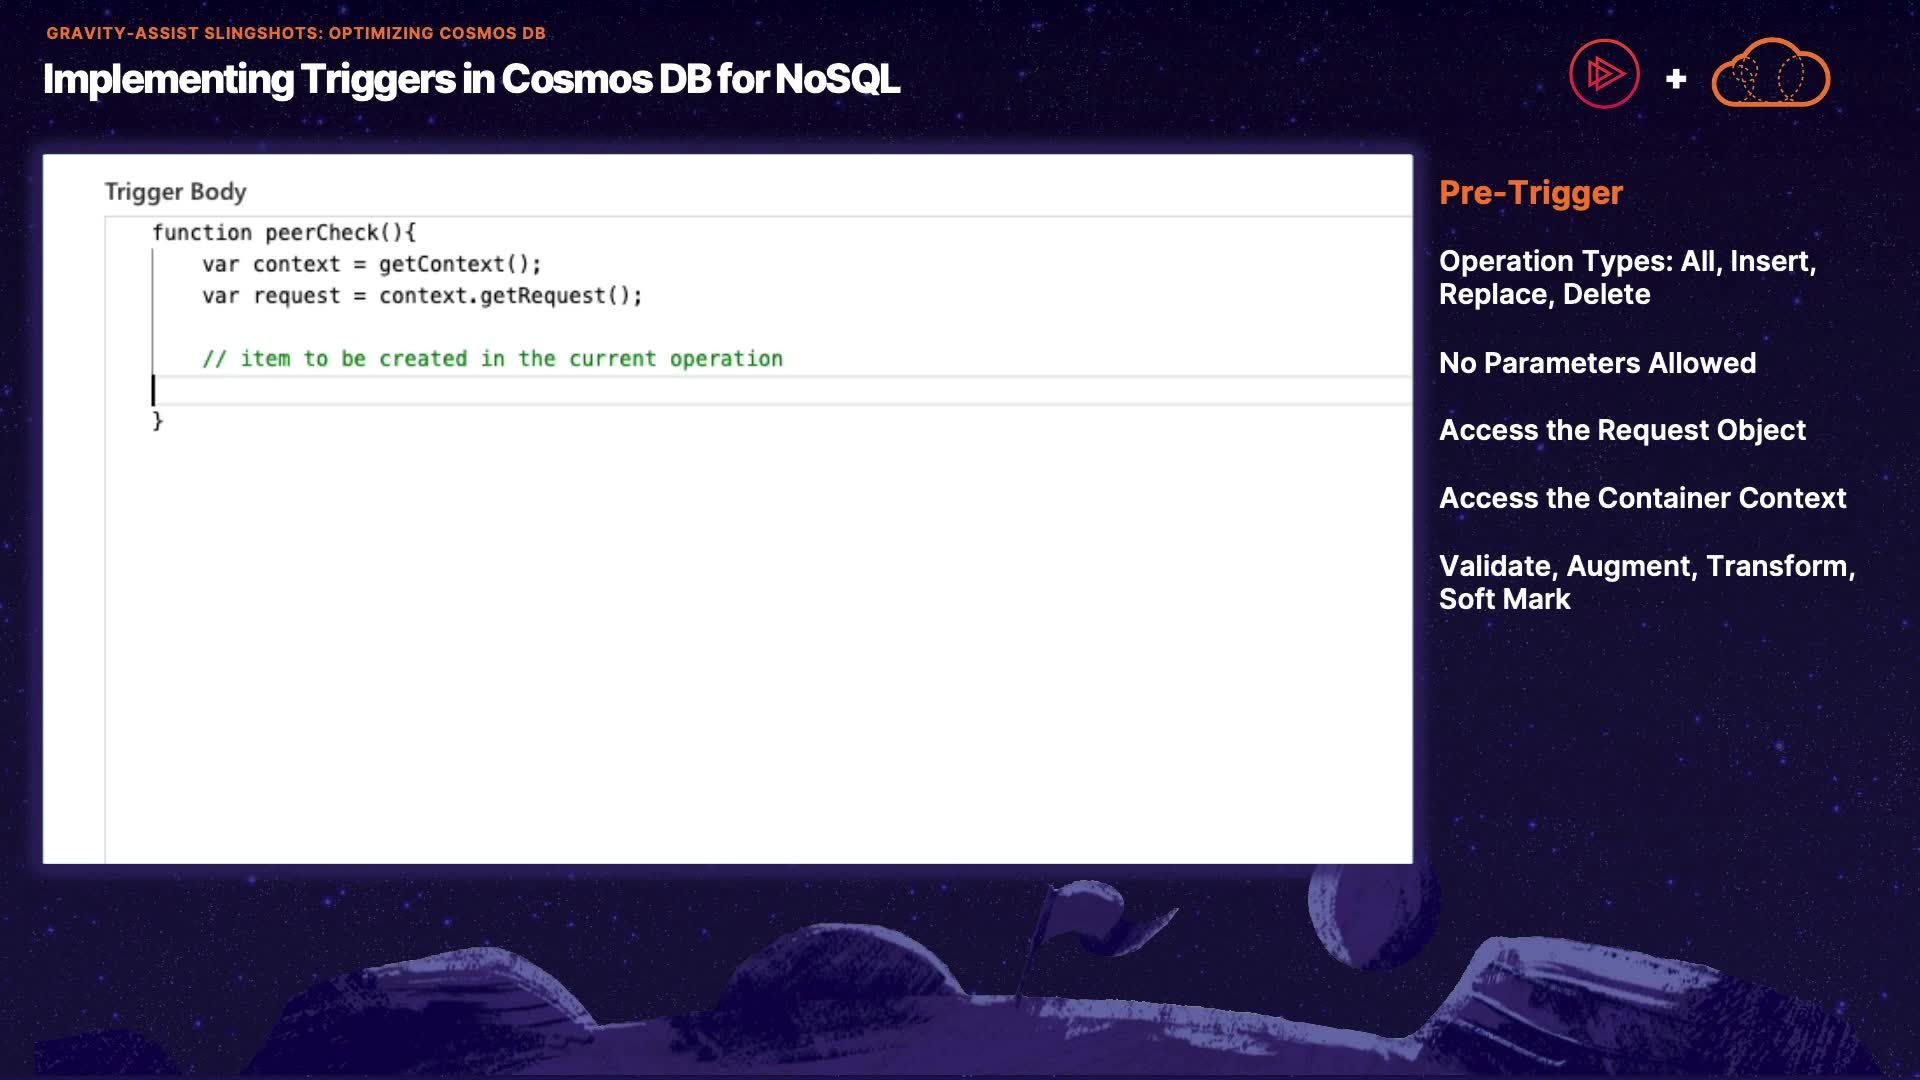 GRAVITY-ASSIST SLINGSHOTS: OPTIMIZING COSMOS DB
Implementing Triggers in Cosmos DB for NoSQL
Trigger Body
function peerCheck(){
    var context = getContext();
    var request = context.getRequest();
    // item to be created in the current operation
}
Pre-Trigger
Operation Types: All, Insert,
Replace, Delete
No Parameters Allowed
Access the Request Object
Access the Container Context
Validate, Augment, Transform,
Soft Mark